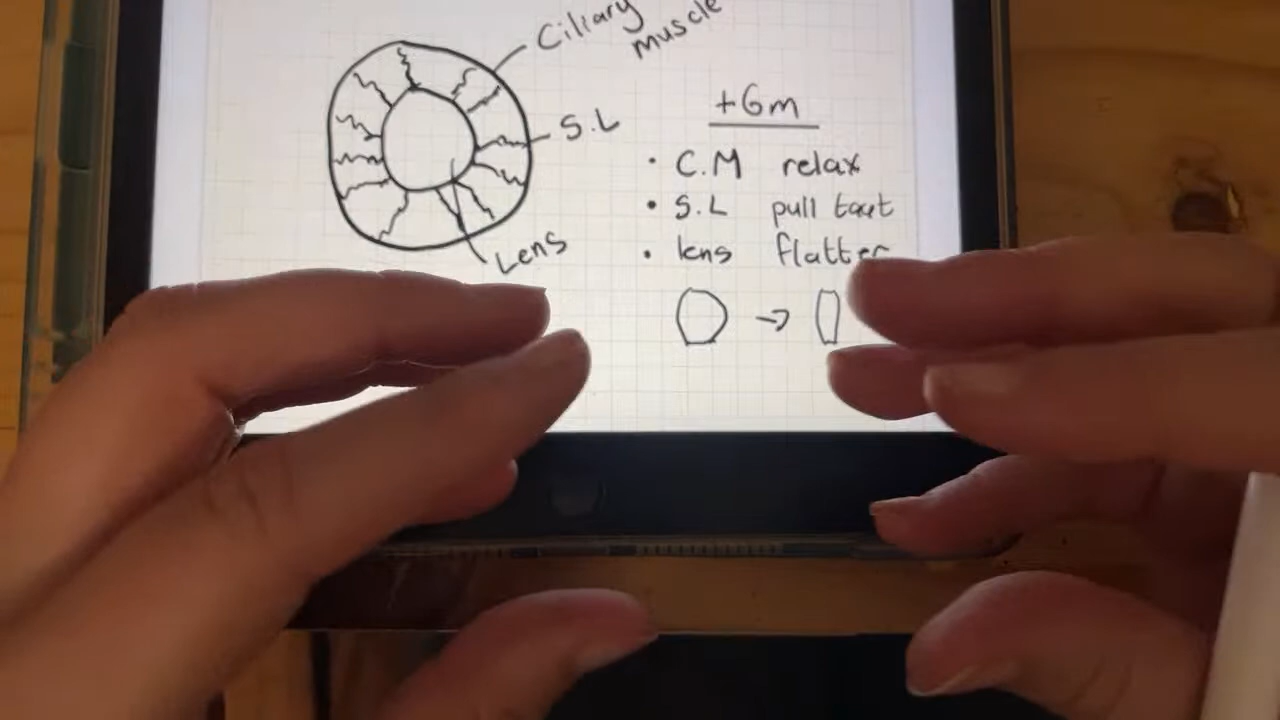 Ciliary
muscle
S.L
Lens
+6m
• C.M relax
• S.L pull taut
• lens flatter